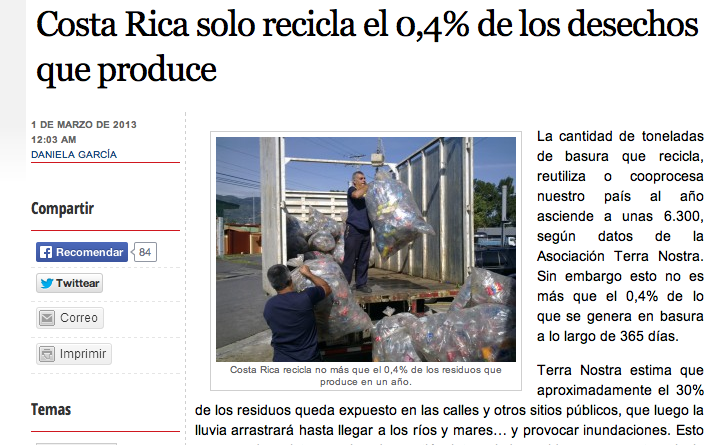 Costa Rica solo recicla el 0,4% de los desechos
que produce
1 DE MARZO DE 2013
12:03 AM
DANIELA GARCÍA
Compartir
Recomendar 84
Twittear
Correo
Imprimir
Temas
Costa Rica recicla no más que el 0,4% de los residuos que
produce en un año.
La cantidad de toneladas
de basura que recicla,
reutiliza o cooprocesa
nuestro país al año
asciende a unas 6.300,
según datos de la
Asociación Terra Nostra.
Sin embargo esto no es
más que el 0,4% de lo
que se genera en basura
a lo largo de 365 días.
Terra Nostra estima que
aproximadamente el 30%
de los residuos queda expuesto en las calles y otros sitios públicos, que luego la
lluvia arrastrará hasta llegar a los ríos y mares… y provocar inundaciones. Esto